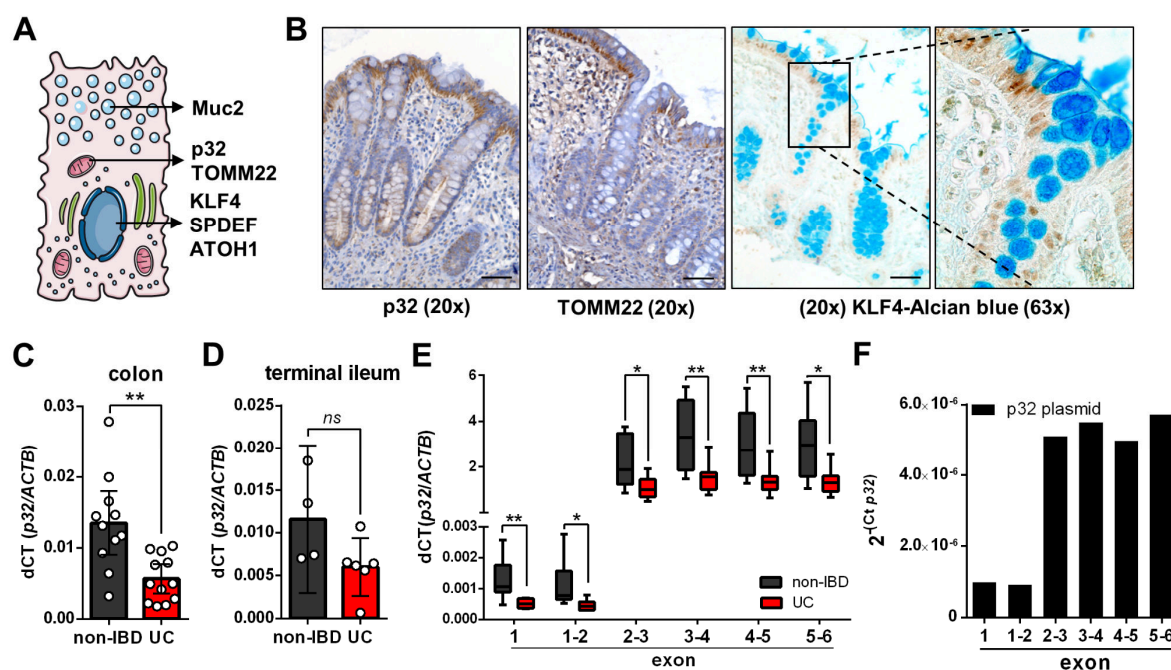 A
Muc2
p32
TOMM22
KLF4
SPDEF
ATOH1
B
p32 (20x)
TOMM22 (20x)
(20x) KLF4-Alcian blue (63x)
C
colon
**
dCT (p32/ACTB)
0.03
0.02
0.01
0.00
non-IBD UC
D
terminal ileum
ns
dCT (p32/ACTB)
0.020
0.015
0.010
0.005
0.000
non-IBD UC
E
dCT(p32/ACTB)
6
4
2
0.003
0.002
0.001
0.000
** * * ** ** *
non-IBD
UC
1 1-2 2-3 3-4 4-5 5-6
exon
F
p32 plasmid
2^-(Ct p32)
6.0×10^-6
4.0×10^-6
2.0×10^-6
0
1 1-2 2-3 3-4 4-5 5-6
exon